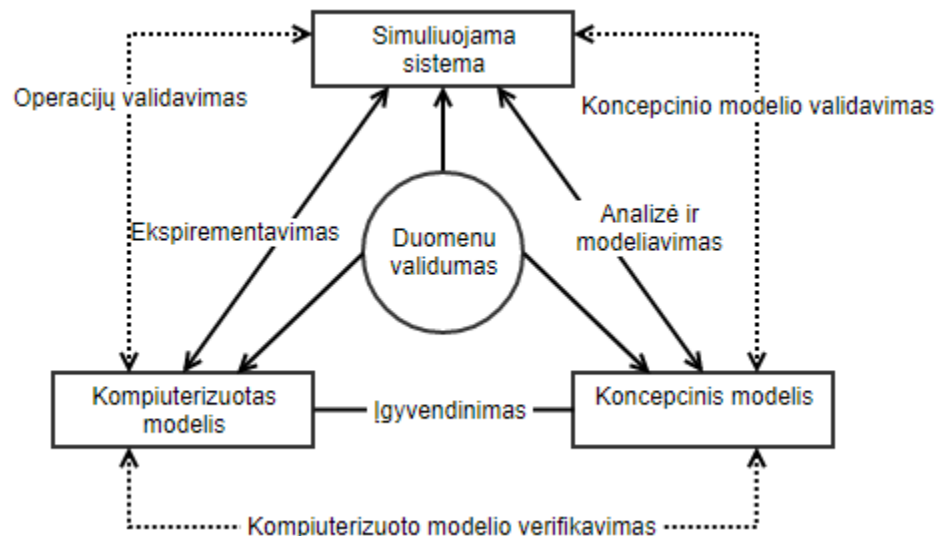 Simuliuojama
sistema
Operacijų validavimas
Koncepcinio modelio validavimas
Ekspirementavimas
Analizė ir
modeliavimas
Duomenu
validumas
Kompiuterizuotas
modelis
Įgyvendinimas
Koncepcinis modelis
Kompiuterizuoto modelio verifikavimas